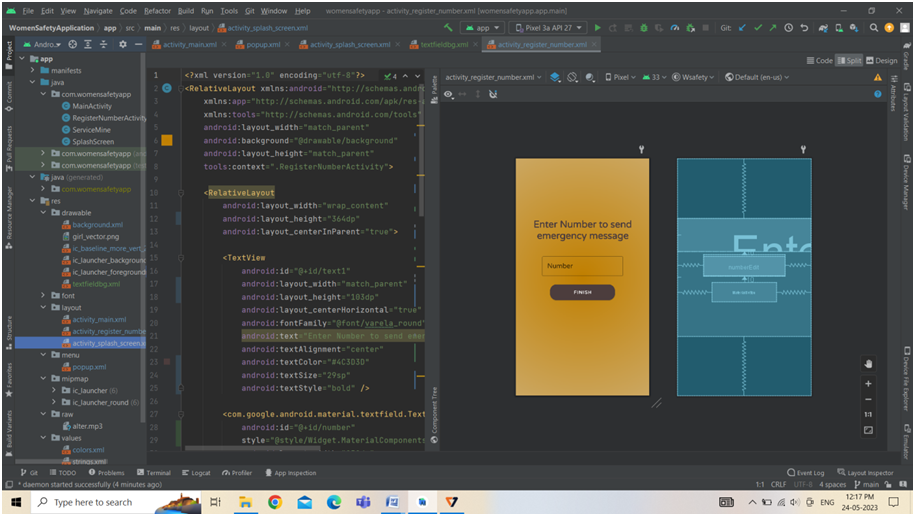 File Edit View Navigate Code Refactor Build Run Tools Git Window Help activity_register_number.xml [app.main]
WomenSafetyApplication app src main res layout activity_splash_screen.xml
app Pixel 3a API 27 Git:
Andro...
activity_main.xml popup.xml activity_splash_screen.xml textfieldbg.xml activity_register_number.xml
Code Split Design
app
manifests
java
com.womensafetyapp
MainActivity
RegisterNumberActivity
ServiceMine
SplashScreen
com.womensafetyapp
com.womensafetyapp
java (generated)
com.womensafetyapp
res
drawable
background.xml
girl_vector.png
ic_baseline_more_vert_
ic_launcher_background
ic_launcher_foreground
textfieldbg.xml
font
layout
activity_main.xml
activity_register_numbe
activity_splash_screen.x
menu
popup.xml
mipmap
ic_launcher (6)
ic_launcher_round (6)
raw
alter.mp3
values
colors.xml
strings.xml
Project
Commit
Pull Requests
Resource Manager
Structure
Favorites
Build Variants
1 <?xml version="1.0" encoding="utf-8"?>
2 <RelativeLayout xmlns:android="http://schemas.android
3 xmlns:app="http://schemas.android.com/apk/res-
4 xmlns:tools="http://schemas.android.com/tools"
android:layout_width="match_parent"
6 android:background="@drawable/background"
7 android:layout_height="match_parent"
8 tools:context=".RegisterNumberActivity">
10 <RelativeLayout
11 android:layout_width="wrap_content"
12 android:layout_height="364dp"
13 android:layout_centerInParent="true">
15 <TextView
16 android:id="@+id/text1"
17 android:layout_width="match_parent"
18 android:layout_height="103dp"
19 android:layout_centerHorizontal="true"
20 android:fontFamily="@font/varela_round"
21 android:text="Enter Number to send emer
22 android:textAlignment="center"
23 android:textColor="#4C3D3D"
24 android:textSize="29sp"
25 android:textStyle="bold" />
27 <com.google.android.material.textfield.Text
28 android:id="@+id/number"
29 style="@style/Widget.MaterialComponents
4
Palette
Component Tree
activity_register_number.xml Pixel 33 Wsafety Default (en-us)
Enter Number to send
emergency message
Number
FINISH
Ente
1:1
Gradle
Layout Validation
Attributes
Device Manager
Device File Explorer
Emulator
Git TODO Problems Terminal Logcat Profiler App Inspection Event Log Layout Inspector
* daemon started successfully (4 minutes ago) 1:1 CRLF UTF-8 4 spaces main
Type here to search
ENG
12:17 PM
24-05-2023